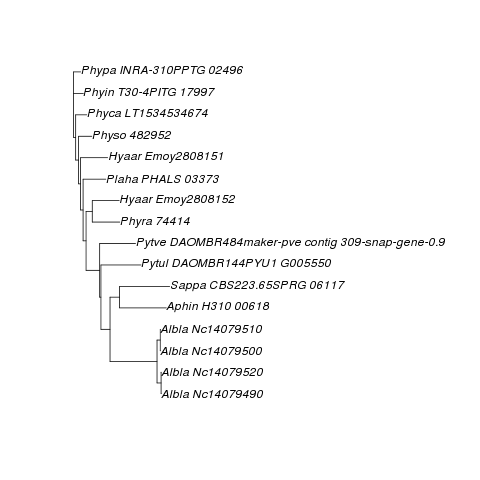 Phypa INRA-310PPTG 02496
Phyin T30-4PITG 17997
Phyca LT1534534674
Physo 482952
Hyaar Emoy2808151
Plaha PHALS 03373
Hyaar Emoy2808152
Phyra 74414
Pytve DAOMBR484maker-pve contig 309-snap-gene-0.9
Pytul DAOMBR144PYU1 G005550
Sappa CBS223.65SPRG 06117
Aphin H310 00618
Albla Nc14079510
Albla Nc14079500
Albla Nc14079520
Albla Nc14079490